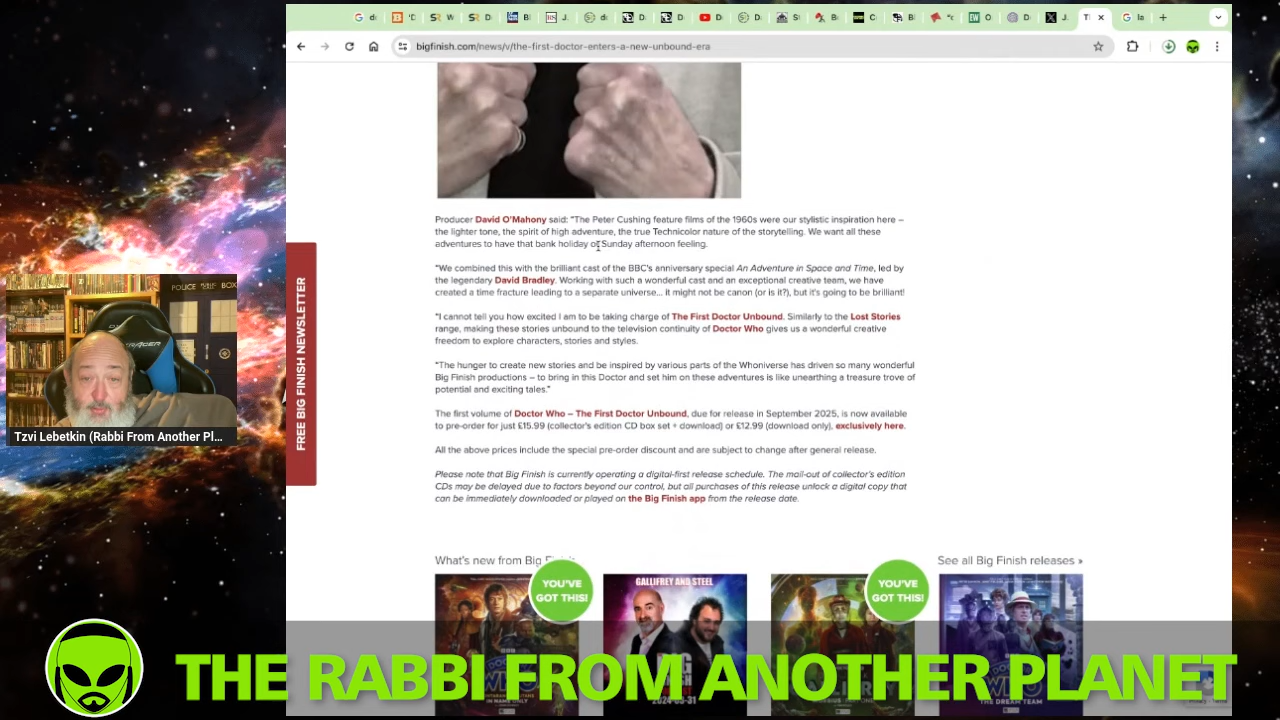 bigfinish.com/news/v/the-first-doctor-enters-a-new-unbound-era
Producer David O'Mahony said: "The Peter Cushing feature films of the 1960s were our stylistic inspiration here –
the lighter tone, the spirit of high adventure, the true Technicolor nature of the storytelling. We want all these
adventures to have that bank holiday or Sunday afternoon feeling.
"We combined this with the brilliant cast of the BBC's anniversary special An Adventure in Space and Time, led by
the legendary David Bradley. Working with such a wonderful cast and an exceptional creative team, we have
created a time fracture leading to a separate universe... it might not be canon (or is it?), but it's going to be brilliant!
"I cannot tell you how excited I am to be taking charge of The First Doctor Unbound. Similarly to the Lost Stories
range, making these stories unbound to the television continuity of Doctor Who gives us a wonderful creative
freedom to explore characters, stories and styles.
"The hunger to create new stories and be inspired by various parts of the Whoniverse has driven so many wonderful
Big Finish productions – to bring in this Doctor and set him on these adventures is like unearthing a treasure trove of
potential and exciting tales."
The first volume of Doctor Who – The First Doctor Unbound, due for release in September 2025, is now available
to pre-order for just £15.99 (collector's edition CD box set + download) or £12.99 (download only), exclusively here.
All the above prices include the special pre-order discount and are subject to change after general release.
Please note that Big Finish is currently operating a digital-first release schedule. The mail-out of collector's edition
CDs may be delayed due to factors beyond our control, but all purchases of this release unlock a digital copy that
can be immediately downloaded or played on the Big Finish app from the release date.
FREE BIG FINISH NEWSLETTER
POLICE BOX
Tzvi Lebetkin (Rabbi From Another Pl...
What's new from Big Finish
See all Big Finish releases »
YOU'VE
GOT THIS!
GALLIFREY AND STEEL
YOU'VE
GOT THIS!
IN NAME ONLY
2024-03-31
THE DREAM TEAM
THE RABBI FROM ANOTHER PLANET